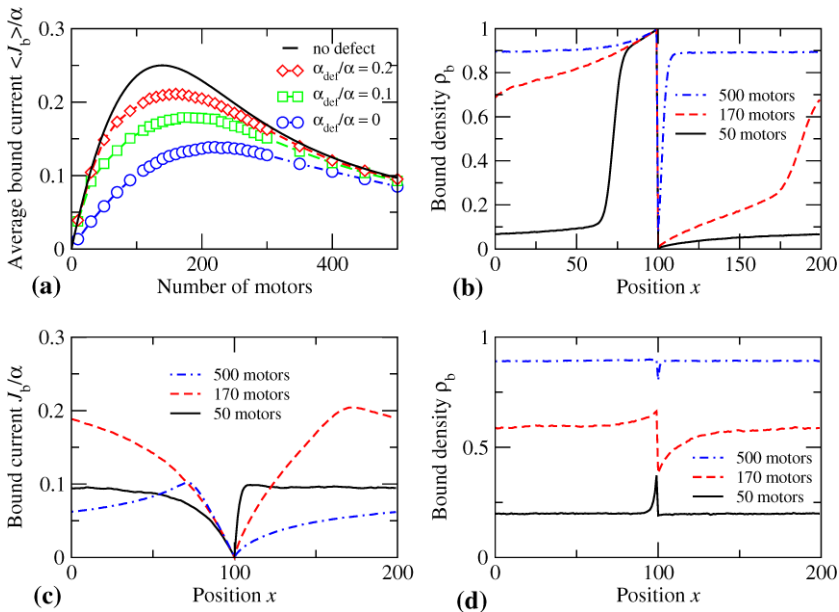 0.3
0.2
0.1
0
0
200
400
Average bound current <J_b>/α
Number of motors
no defect
α_def/α = 0.2
α_def/α = 0.1
α_def/α = 0
(a)
1
0.8
0.6
0.4
0.2
0
0
50
100
150
200
Bound density ρ_b
Position x
500 motors
170 motors
50 motors
(b)
0.3
0.2
0.1
0
0
100
200
Bound current J_b/α
Position x
500 motors
170 motors
50 motors
(c)
1
0.5
0
0
100
200
Bound density ρ_b
Position x
500 motors
170 motors
50 motors
(d)